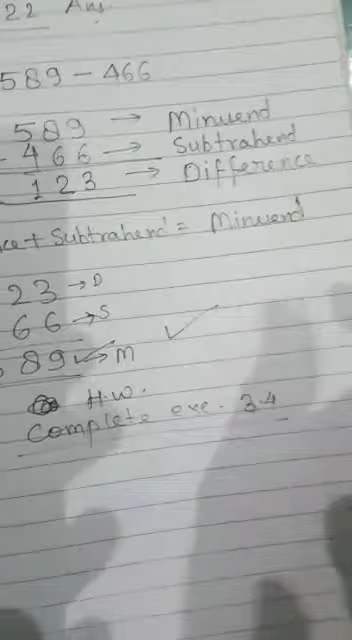 22 Ans
589 - 466
589 → Minuend
- 466 → Subtrahend
123 → Difference
ce + Subtrahend = Minuend
23 → D
66 → S
89 → M
H.W.
Complete exe. 3.4